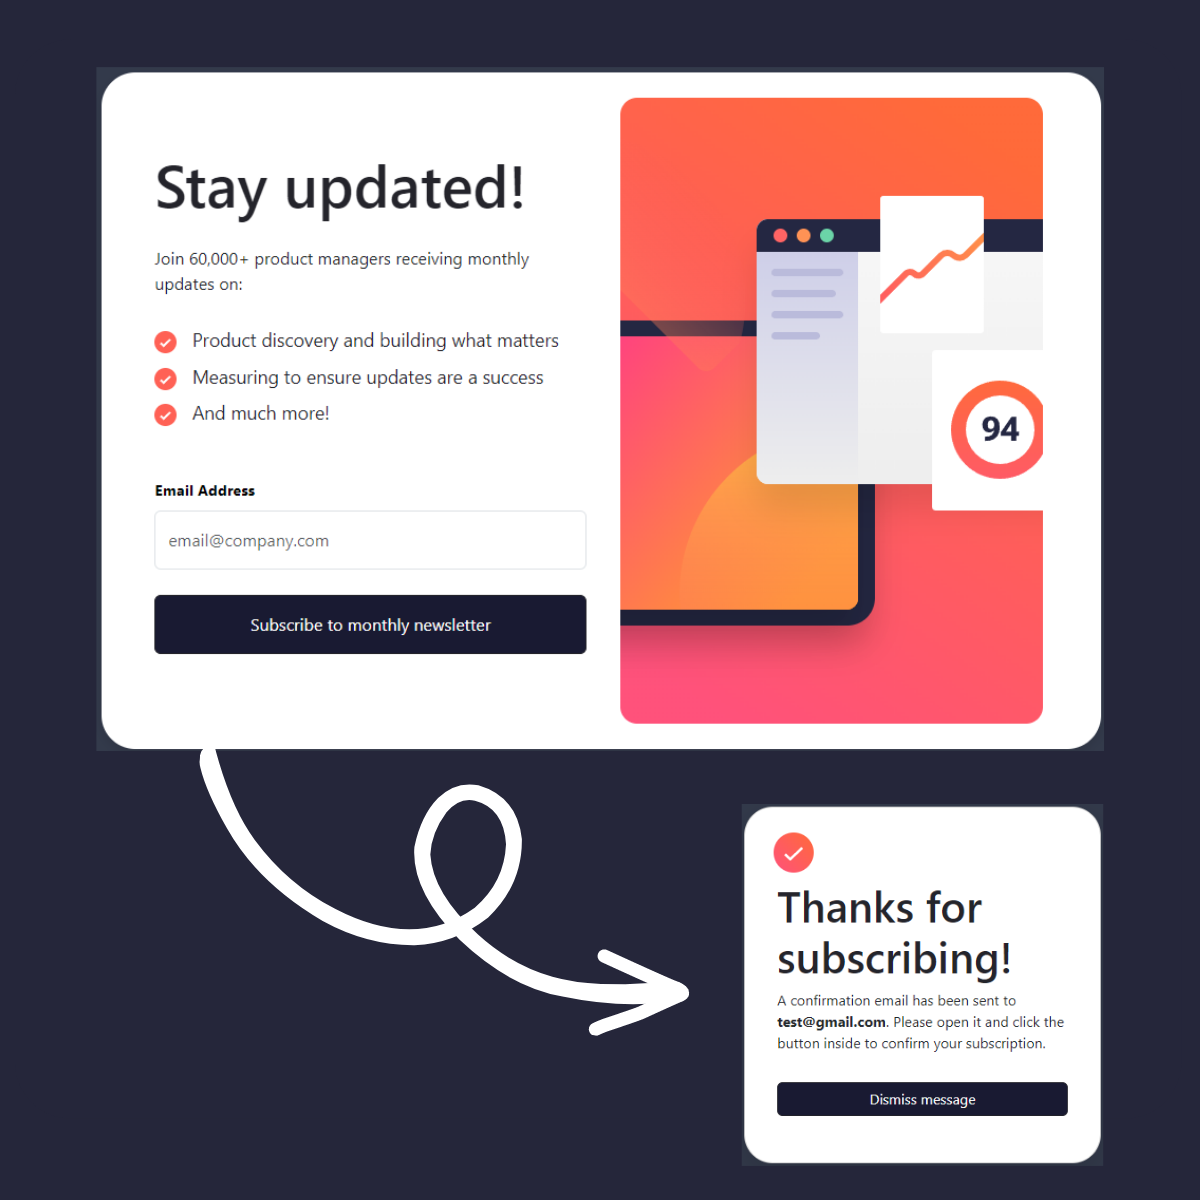 Stay updated!
Join 60,000+ product managers receiving monthly
updates on:
Product discovery and building what matters
Measuring to ensure updates are a success
And much more!
Email Address
email@company.com
Subscribe to monthly newsletter
94
Thanks for
subscribing!
A confirmation email has been sent to
test@gmail.com. Please open it and click the
button inside to confirm your subscription.
Dismiss message